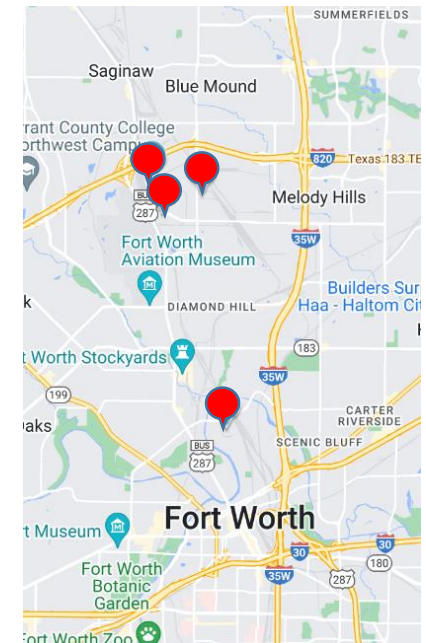 SUMMERFIELDS
Saginaw
Blue Mound
rant County College
orthwest Camp
820
Texas 183 TE
BUS
287
Melody Hills
35W
Fort Worth
Aviation Museum
Builders Sur
Haa - Haltom Cit
k
DIAMOND HILL
H
183
t Worth Stockyards
35W
199
CARTER
RIVERSIDE
aks
SCENIC BLUFF
BUS
287
Fort Worth
t Museum
30
30
180
Fort Worth
Botanic
Garden
35W
287
Fort Worth Zoo